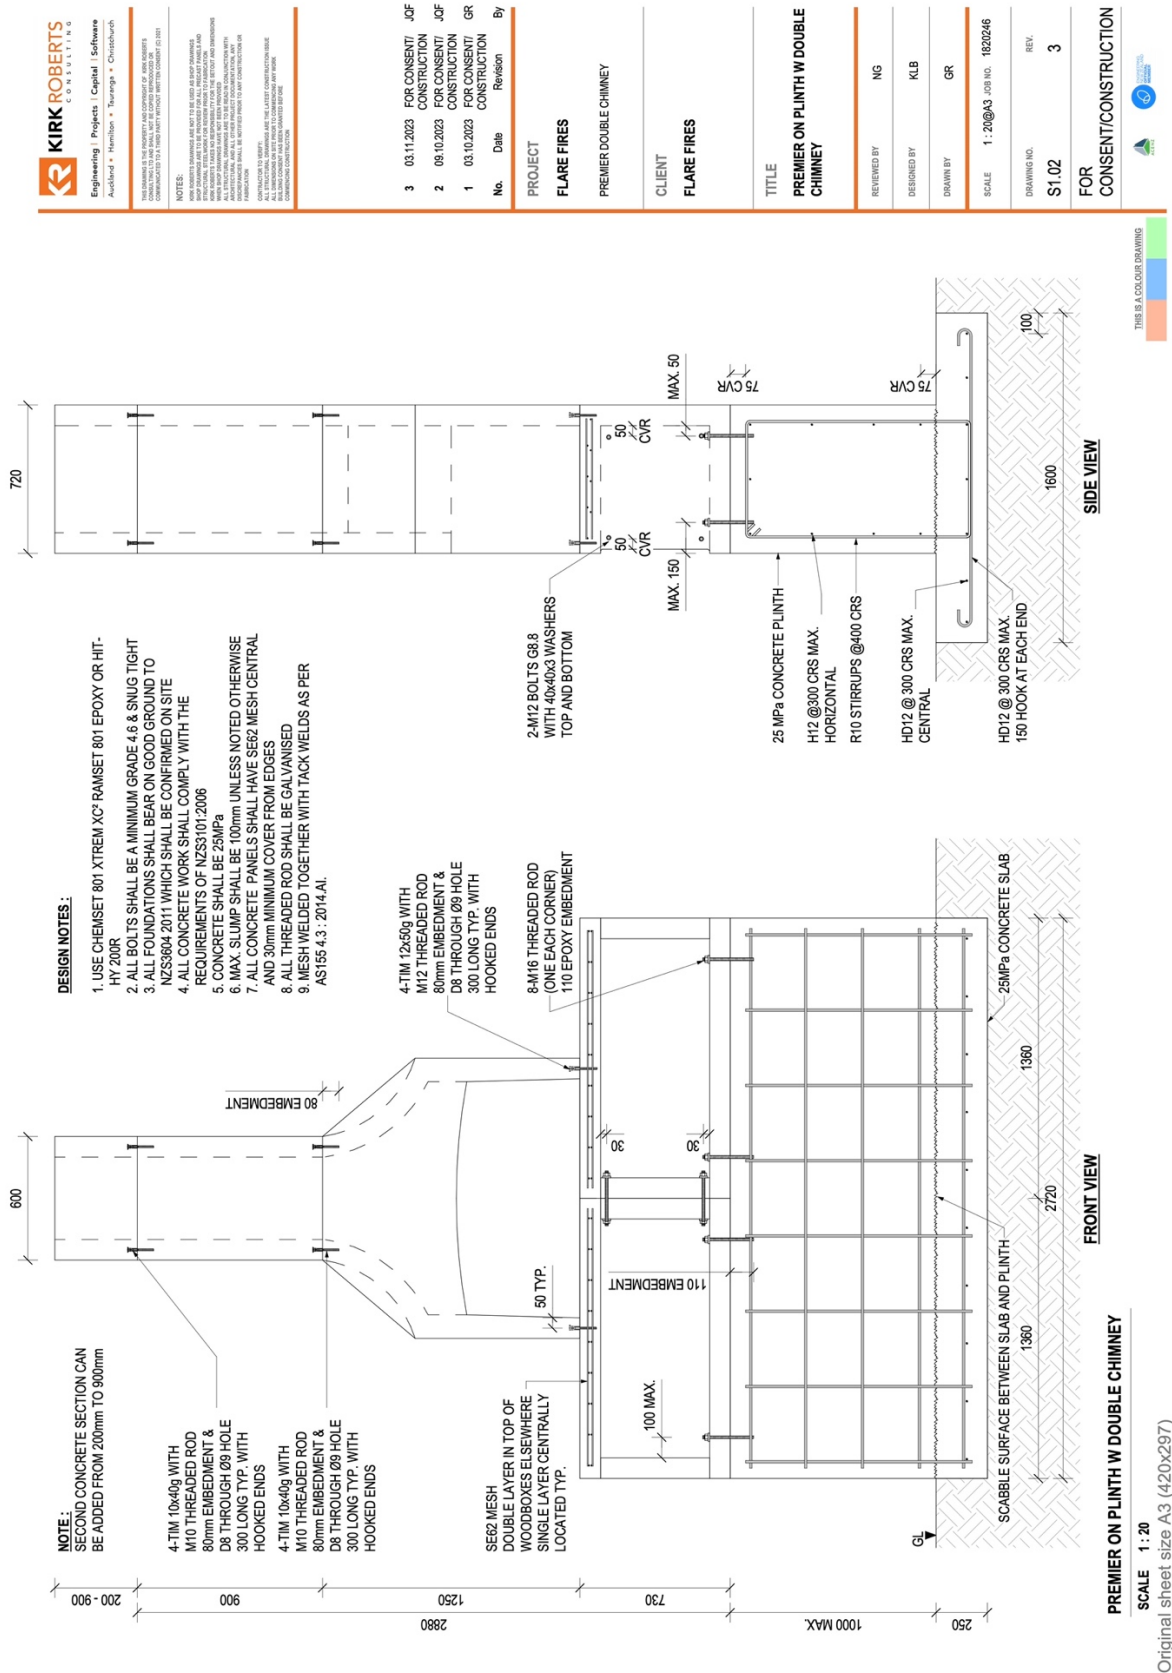 DESIGN NOTES :
1. USE CHEMSET 801 XTREM XC² RAMSET 801 EPOXY OR HIT-
HY 200R
2. ALL BOLTS SHALL BE A MINIMUM GRADE 4.6 & SNUG TIGHT
3. ALL FOUNDATIONS SHALL BEAR ON GOOD GROUND TO
NZS3604 2011 WHICH SHALL BE CONFIRMED ON SITE
4. ALL CONCRETE WORK SHALL COMPLY WITH THE
REQUIREMENTS OF NZS3101:2006
5. CONCRETE SHALL BE 25MPa
6. MAX. SLUMP SHALL BE 100mm UNLESS NOTED OTHERWISE
7. ALL CONCRETE PANELS SHALL HAVE SE62 MESH CENTRAL
AND 30mm MINIMUM COVER FROM EDGES
8. ALL THREADED ROD SHALL BE GALVANISED
9. MESH WELDED TOGETHER WITH TACK WELDS AS PER
AS155 4.3 : 2014.AI.
NOTE :
SECOND CONCRETE SECTION CAN
BE ADDED FROM 200mm TO 900mm
4-TIM 10x40g WITH
M10 THREADED ROD
80mm EMBEDMENT &
D8 THROUGH Ø9 HOLE
300 LONG TYP. WITH
HOOKED ENDS
4-TIM 10x40g WITH
M10 THREADED ROD
80mm EMBEDMENT &
D8 THROUGH Ø9 HOLE
300 LONG TYP. WITH
HOOKED ENDS
SE62 MESH
DOUBLE LAYER IN TOP OF
WOODBOXES ELSEWHERE
SINGLE LAYER CENTRALLY
LOCATED TYP.
200 - 900
900
1250
730
2880
1000 MAX.
250
600
80 EMBEDMENT
50 TYP.
4-TIM 12x50g WITH
M12 THREADED ROD
80mm EMBEDMENT &
D8 THROUGH Ø9 HOLE
300 LONG TYP. WITH
HOOKED ENDS
8-M16 THREADED ROD
(ONE EACH CORNER)
110 EPOXY EMBEDMENT
30
30
110 EMBEDMENT
100 MAX.
GL
SCABBLE SURFACE BETWEEN SLAB AND PLINTH
25MPa CONCRETE SLAB
1360
1360
2720
FRONT VIEW
720
2-M12 BOLTS G8.8
WITH 40x40x3 WASHERS
TOP AND BOTTOM
50
CVR
50
CVR
MAX. 150
MAX. 50
75 CVR
75 CVR
25 MPa CONCRETE PLINTH
H12 @300 CRS MAX.
HORIZONTAL
R10 STIRRUPS @400 CRS
HD12 @ 300 CRS MAX.
CENTRAL
HD12 @ 300 CRS MAX.
150 HOOK AT EACH END
100
1600
SIDE VIEW
PREMIER ON PLINTH W DOUBLE CHIMNEY
SCALE 1 : 20
Original sheet size A3 (420x297)
THIS IS A COLOUR DRAWING
KR KIRK ROBERTS
CONSULTING
Engineering | Projects | Capital | Software
Auckland • Hamilton • Tauranga • Christchurch
NOTES:
3 03.11.2023 FOR CONSENT/ JQF
CONSTRUCTION
2 09.10.2023 FOR CONSENT/ JQF
CONSTRUCTION
1 03.10.2023 FOR CONSENT/ GR
CONSTRUCTION
No. Date Revision By
PROJECT
FLARE FIRES
PREMIER DOUBLE CHIMNEY
CLIENT
FLARE FIRES
TITLE
PREMIER ON PLINTH W DOUBLE
CHIMNEY
REVIEWED BY NG
DESIGNED BY KLB
DRAWN BY GR
SCALE 1 : 20@A3 JOB NO. 1820246
DRAWING NO. REV.
S1.02 3
FOR
CONSENT/CONSTRUCTION